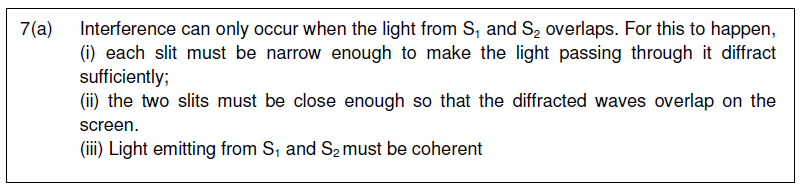 7(a) Interference can only occur when the light from S₁ and S₂ overlaps. For this to happen,
(i) each slit must be narrow enough to make the light passing through it diffract
sufficiently;
(ii) the two slits must be close enough so that the diffracted waves overlap on the
screen.
(iii) Light emitting from S₁ and S₂ must be coherent